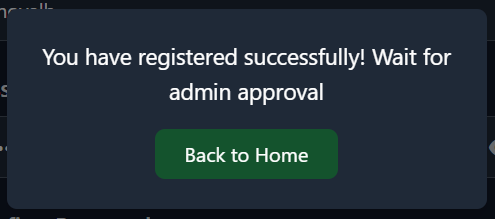 You have registered successfully! Wait for
admin approval
Back to Home